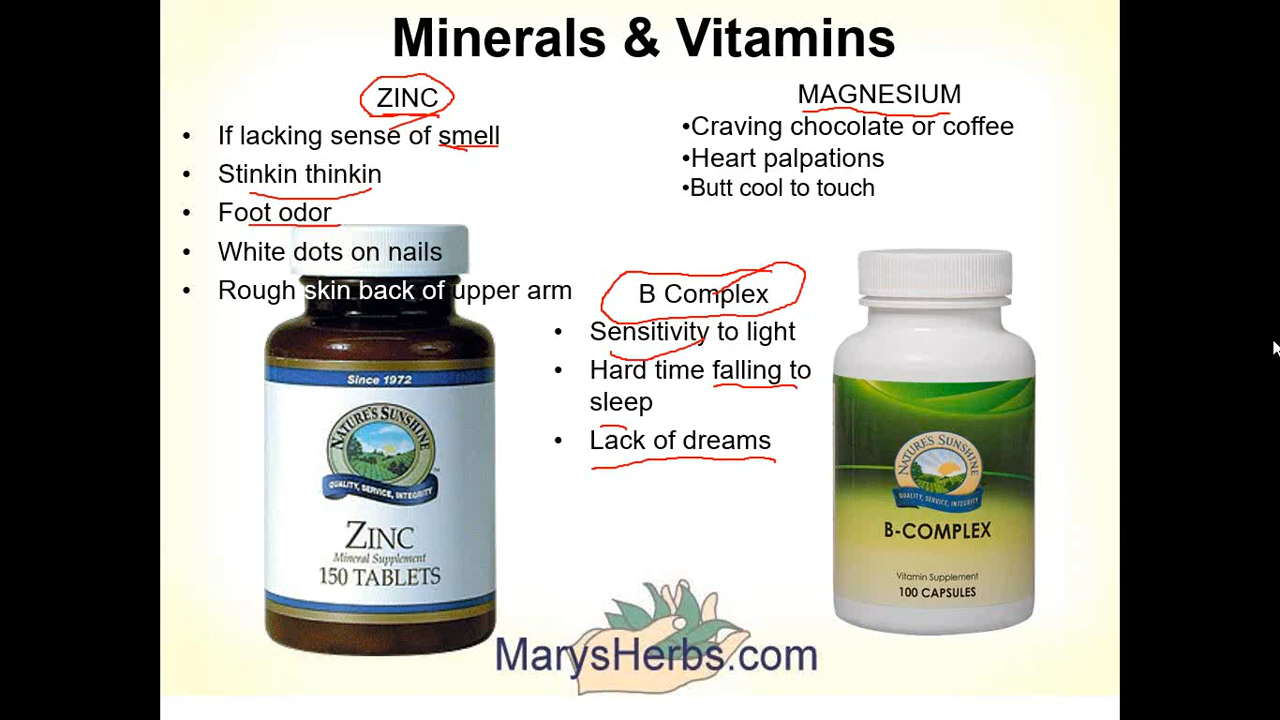 Minerals & Vitamins
ZINC
• If lacking sense of smell
• Stinkin thinkin
• Foot odor
• White dots on nails
• Rough skin back of upper arm
MAGNESIUM
•Craving chocolate or coffee
•Heart palpations
•Butt cool to touch
B Complex
• Sensitivity to light
• Hard time falling to
sleep
• Lack of dreams
Since 1972
NATURE'S SUNSHINE
QUALITY, SERVICE, INTEGRITY
ZINC
Mineral Supplement
150 TABLETS
NATURE'S SUNSHINE
QUALITY, SERVICE, INTEGRITY
B-COMPLEX
Vitamin Supplement
100 CAPSULES
MarysHerbs.com